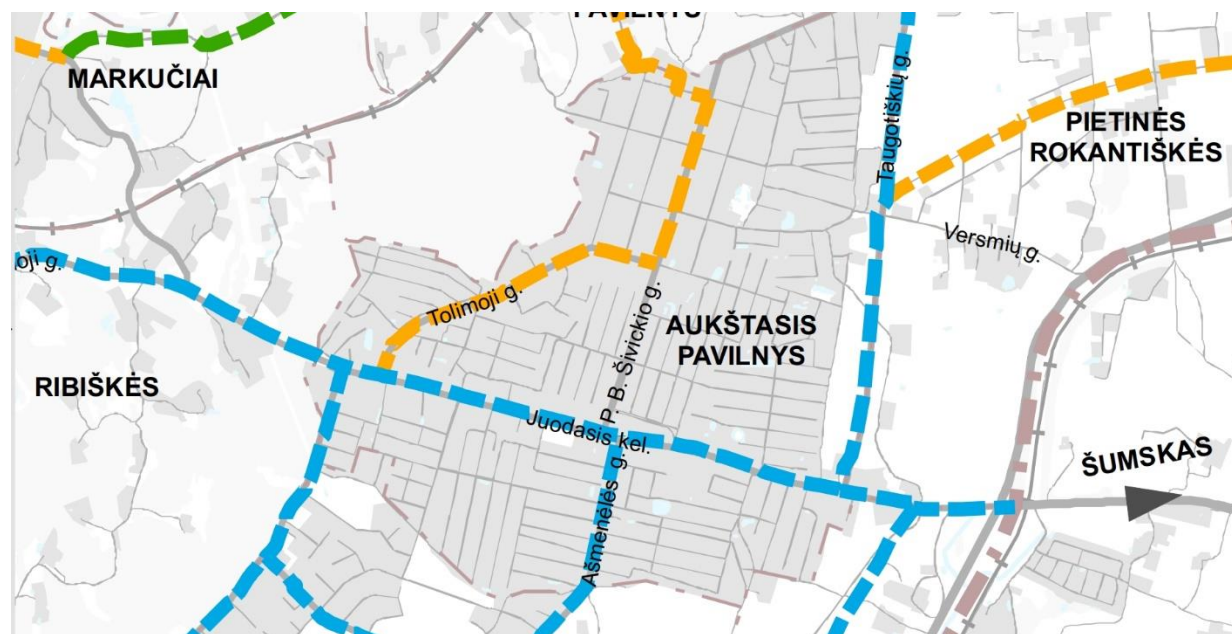 PAVILNYS
MARKUČIAI
Taugotiškių g.
PIETINĖS
ROKANTIŠKĖS
Versmių g.
oji g.
Tolimoji g.
P. B. Šivickio g.
AUKŠTASIS
PAVILNYS
RIBIŠKĖS
Juodasis kel.
Ašmenėlės g.
ŠUMSKAS